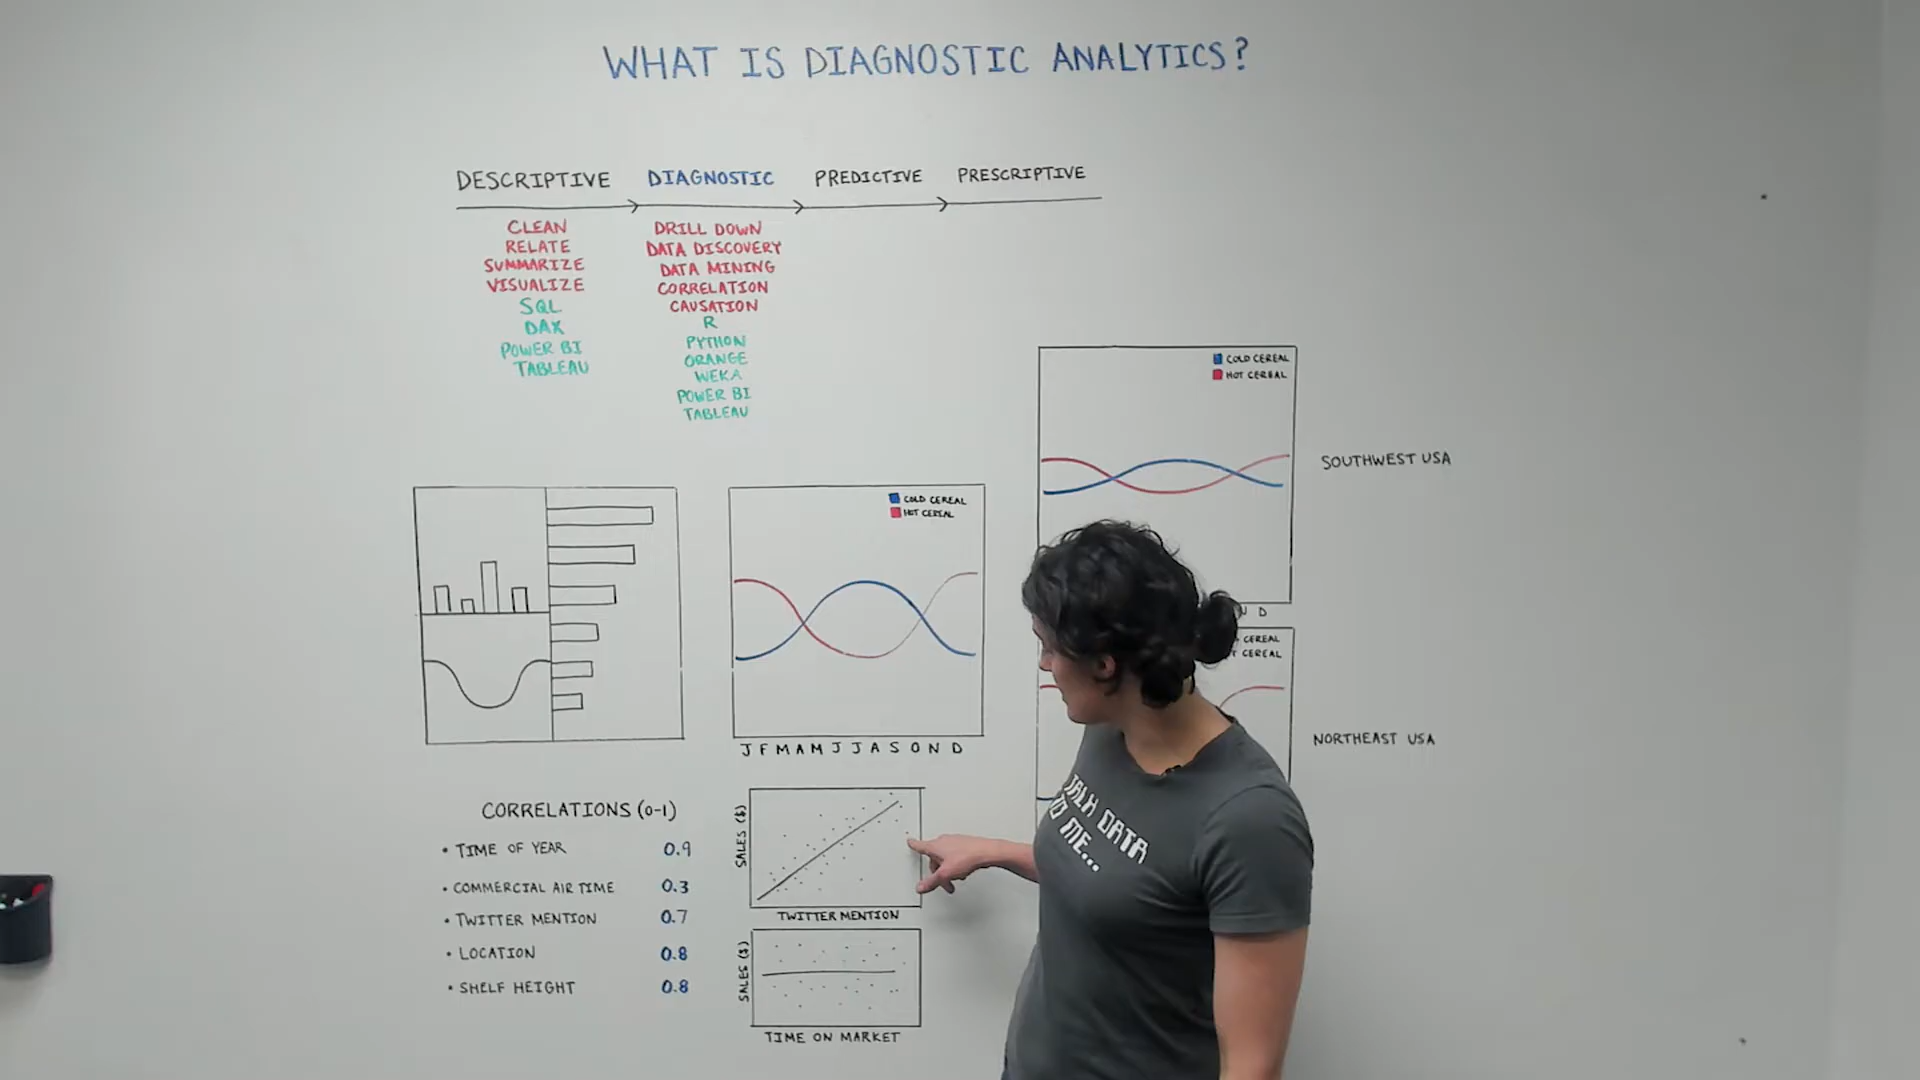 WHAT IS DIAGNOSTIC ANALYTICS?
DESCRIPTIVE
DIAGNOSTIC
PREDICTIVE
PRESCRIPTIVE
CLEAN
RELATE
SUMMARIZE
VISUALIZE
SQL
DAX
POWER BI
TABLEAU
DRILL DOWN
DATA DISCOVERY
DATA MINING
CORRELATION
CAUSATION
R
PYTHON
ORANGE
WEKA
POWER BI
TABLEAU
COLD CEREAL
HOT CEREAL
SOUTHWEST USA
N D
COLD CEREAL
HOT CEREAL
J F M A M J J A S O N D
CEREAL
T CEREAL
NORTHEAST USA
CORRELATIONS (0-1)
• TIME OF YEAR 0.9
• COMMERCIAL AIR TIME 0.3
• TWITTER MENTION 0.7
• LOCATION 0.8
• SHELF HEIGHT 0.8
SALES ($)
TWITTER MENTION
SALES ($)
TIME ON MARKET
TALK DATA
TO ME...